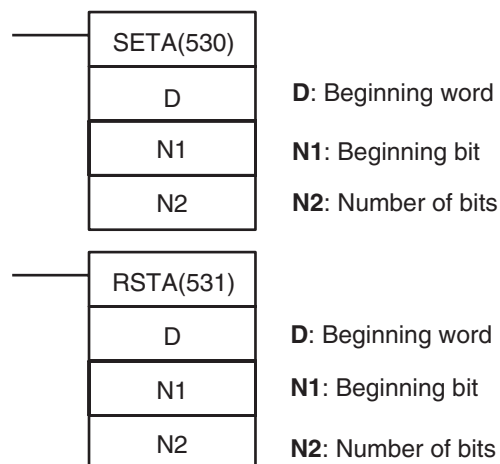 SETA(530)
D
D: Beginning word
N1
N1: Beginning bit
N2
N2: Number of bits
RSTA(531)
D
D: Beginning word
N1
N1: Beginning bit
N2
N2: Number of bits